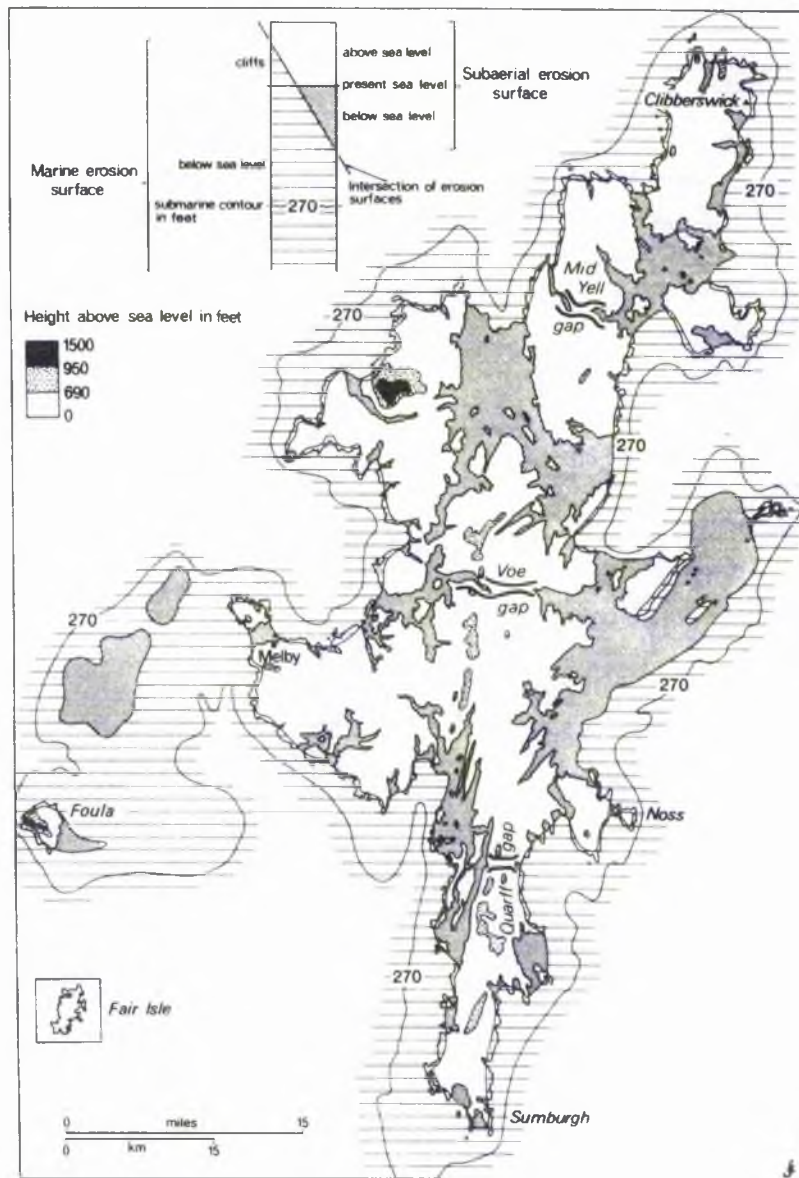 above sea level
cliffs
present sea level
below sea level
Subaerial erosion
surface
Marine erosion
surface
below sea level
submarine contour
in feet
270
Intersection of erosion
surfaces
Height above sea level in feet
1500
950
690
0
Clibberswick
270
Mid
Yell
gap
270
270
Voe
gap
270
Melby
270
Foula
Noss
Quarff
gap
270
Fair Isle
0 miles 15
0 km 15
Sumburgh